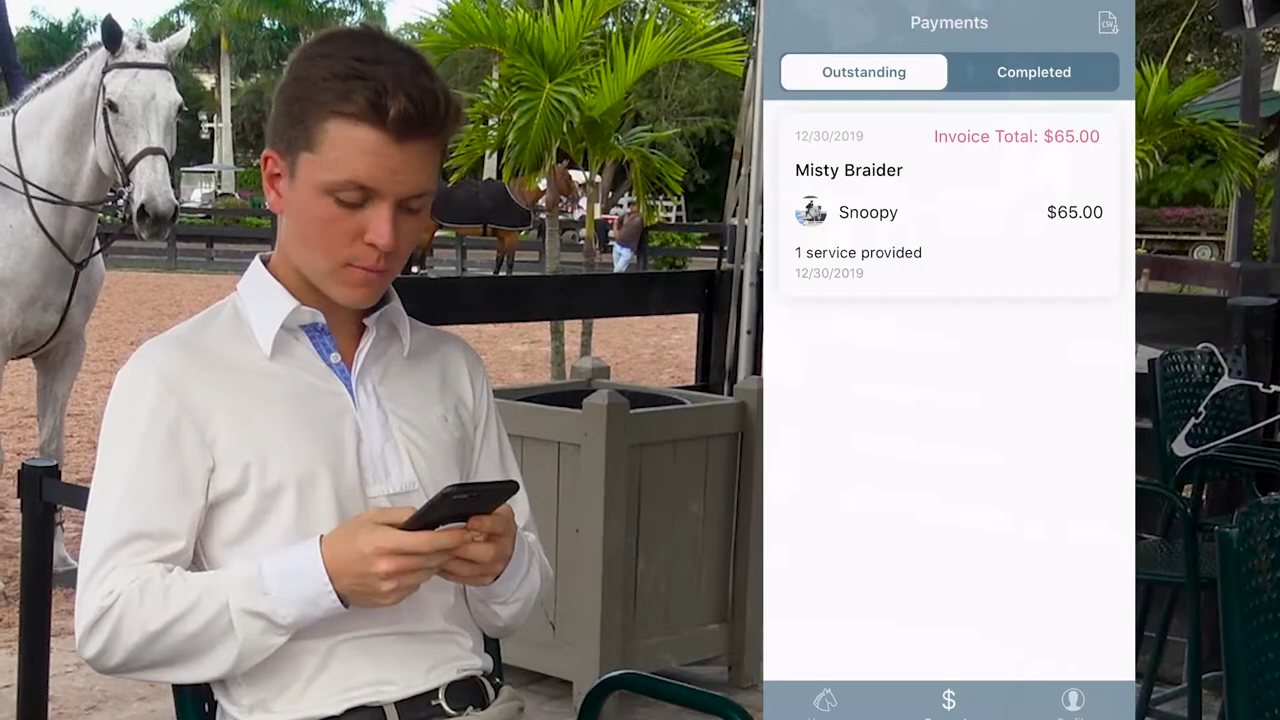 Payments
CSV
Outstanding
Completed
12/30/2019
Invoice Total: $65.00
Misty Braider
Snoopy
$65.00
1 service provided
12/30/2019
$